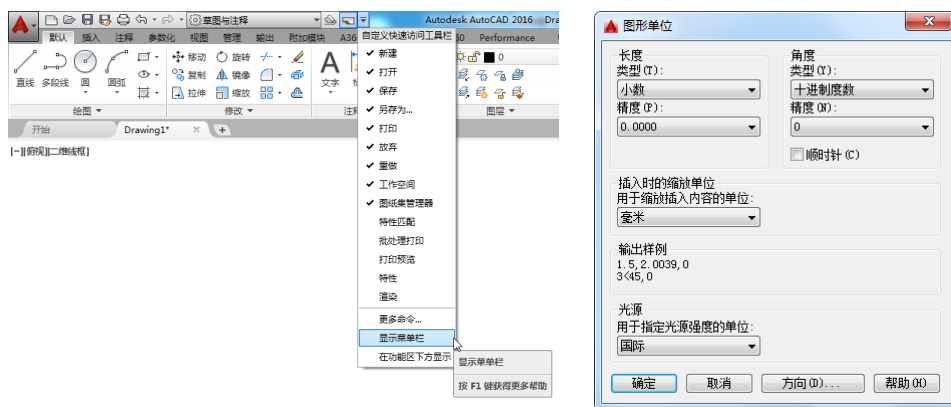 草图与注释
Autodesk AutoCAD 2016 Dra
默认 插入 注释 参数化 视图 管理 输出 附加模块 A36
自定义快速访问工具栏
60 Performance
直线 多段线 圆 圆弧
移动 旋转
复制 镜像
拉伸 缩放
文字
0
绘图 修改 注释 图层
开始 Drawing1*
[-][俯视][二维线框]
新建
打开
保存
另存为...
打印
放弃
重做
工作空间
图纸集管理器
特性匹配
批处理打印
打印预览
特性
渲染
更多命令...
显示菜单栏
在功能区下方显示
显示菜单栏
按 F1 键获得更多帮助
图形单位
长度
类型(T):
小数
精度(P):
0.0000
角度
类型(Y):
十进制度数
精度(N):
0
顺时针(C)
插入时的缩放单位
用于缩放插入内容的单位:
毫米
输出样例
1.5,2.0039,0
3<45,0
光源
用于指定光源强度的单位:
国际
确定 取消 方向(D)... 帮助(H)